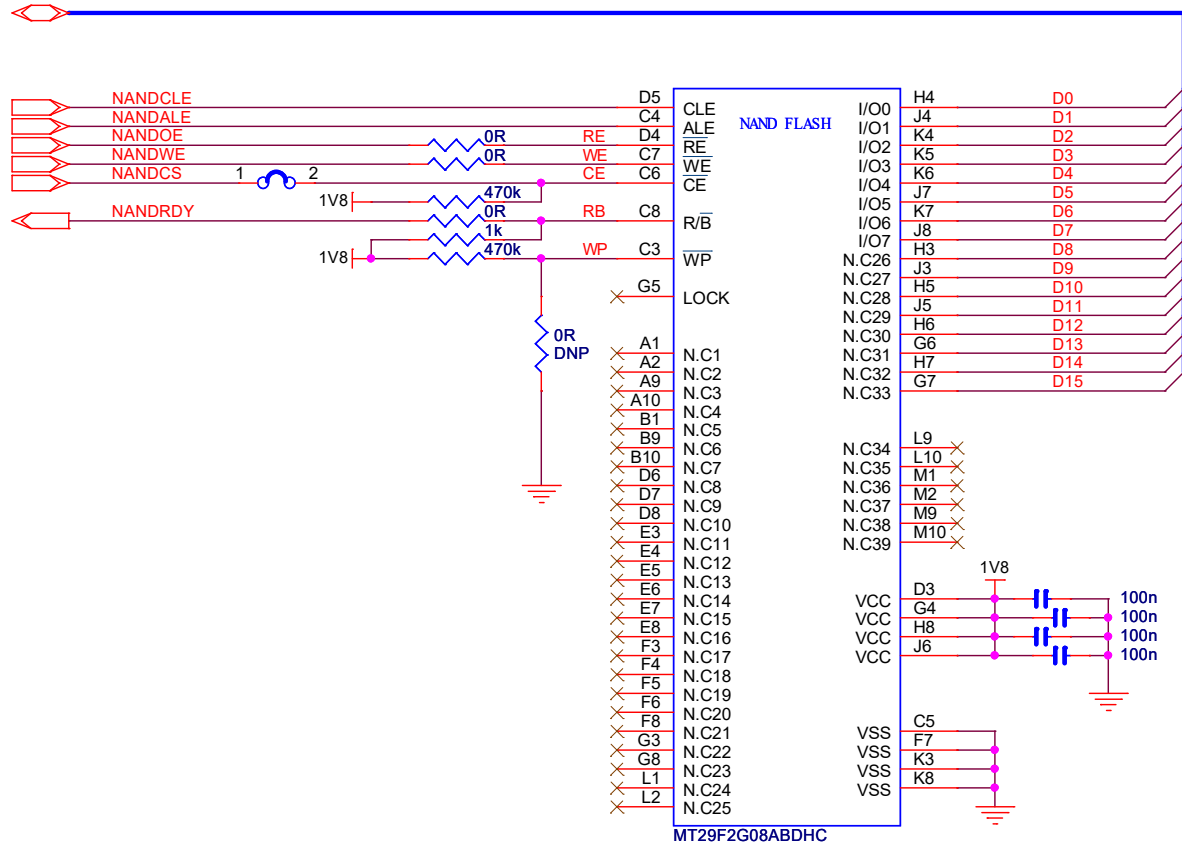 NANDCLE D5 CLE NAND FLASH I/O0 H4 D0
NANDALE C4 ALE I/O1 J4 D1
NANDOE 0R RE D4 RE I/O2 K4 D2
NANDWE 0R WE C7 WE I/O3 K5 D3
NANDCS 1 2 CE C6 CE I/O4 K6 D4
1V8 470k I/O5 J7 D5
NANDRDY 0R RB C8 R/B I/O6 K7 D6
1k I/O7 J8 D7
1V8 470k WP C3 WP N.C26 H3 D8
N.C27 J3 D9
G5 LOCK N.C28 H5 D10
N.C29 J5 D11
0R N.C30 H6 D12
DNP
A1 N.C1 N.C31 G6 D13
A2 N.C2 N.C32 H7 D14
A9 N.C3 N.C33 G7 D15
A10 N.C4
B1 N.C5
B9 N.C6 N.C34 L9
B10 N.C7 N.C35 L10
D6 N.C8 N.C36 M1
D7 N.C9 N.C37 M2
D8 N.C10 N.C38 M9
E3 N.C11 N.C39 M10
E4 N.C12
E5 N.C13 1V8
E6 N.C14 VCC D3 100n
E7 N.C15 VCC G4 100n
E8 N.C16 VCC H8 100n
F3 N.C17 VCC J6 100n
F4 N.C18
F5 N.C19
F6 N.C20
F8 N.C21 VSS C5
G3 N.C22 VSS F7
G8 N.C23 VSS K3
L1 N.C24 VSS K8
L2 N.C25
MT29F2G08ABDHC